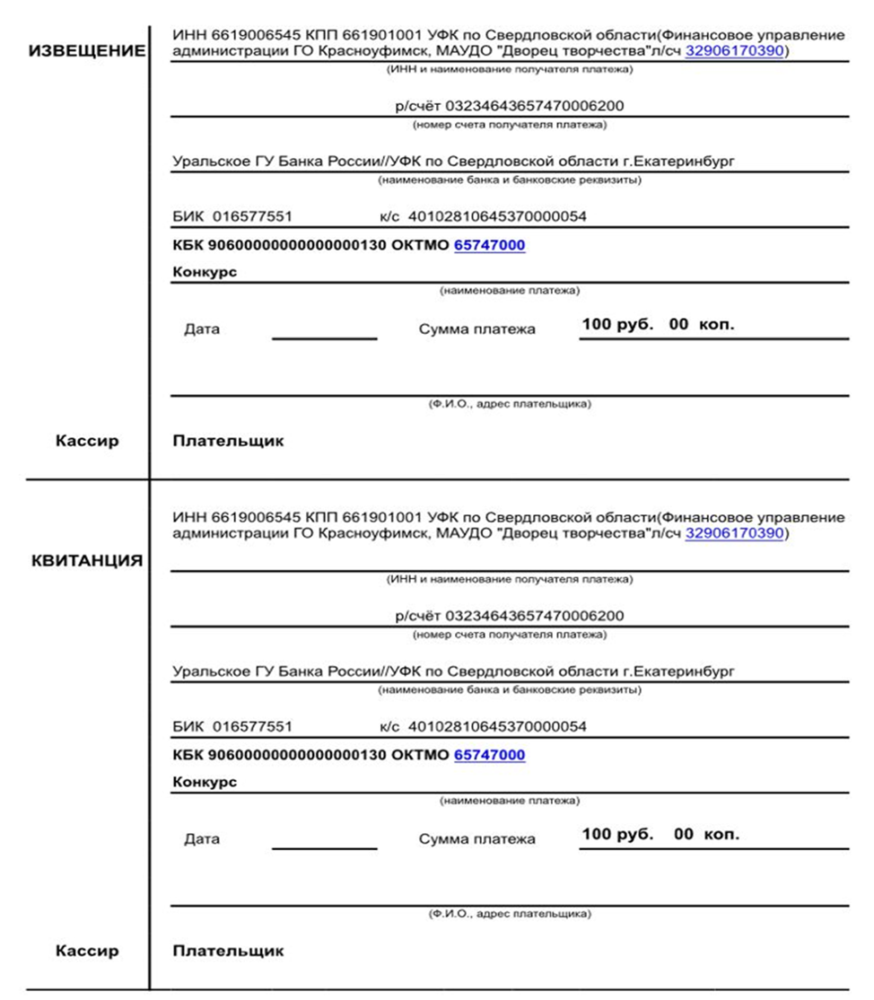 ИЗВЕЩЕНИЕ
ИНН 6619006545 КПП 661901001 УФК по Свердловской области(Финансовое управление
администрации ГО Красноуфимск, МАУДО "Дворец творчества"л/сч 32906170390)
(ИНН и наименование получателя платежа)
р/счёт 03234643657470006200
(номер счета получателя платежа)
Уральское ГУ Банка России//УФК по Свердловской области г.Екатеринбург
(наименование банка и банковские реквизиты)
БИК 016577551 к/с 40102810645370000054
КБК 90600000000000000130 ОКТМО 65747000
Конкурс
(наименование платежа)
Дата Сумма платежа 100 руб. 00 коп.
(Ф.И.О., адрес плательщика)
Кассир Плательщик
ИНН 6619006545 КПП 661901001 УФК по Свердловской области(Финансовое управление
администрации ГО Красноуфимск, МАУДО "Дворец творчества"л/сч 32906170390)
КВИТАНЦИЯ
(ИНН и наименование получателя платежа)
р/счёт 03234643657470006200
(номер счета получателя платежа)
Уральское ГУ Банка России//УФК по Свердловской области г.Екатеринбург
(наименование банка и банковские реквизиты)
БИК 016577551 к/с 40102810645370000054
КБК 90600000000000000130 ОКТМО 65747000
Конкурс
(наименование платежа)
Дата Сумма платежа 100 руб. 00 коп.
(Ф.И.О., адрес плательщика)
Кассир Плательщик